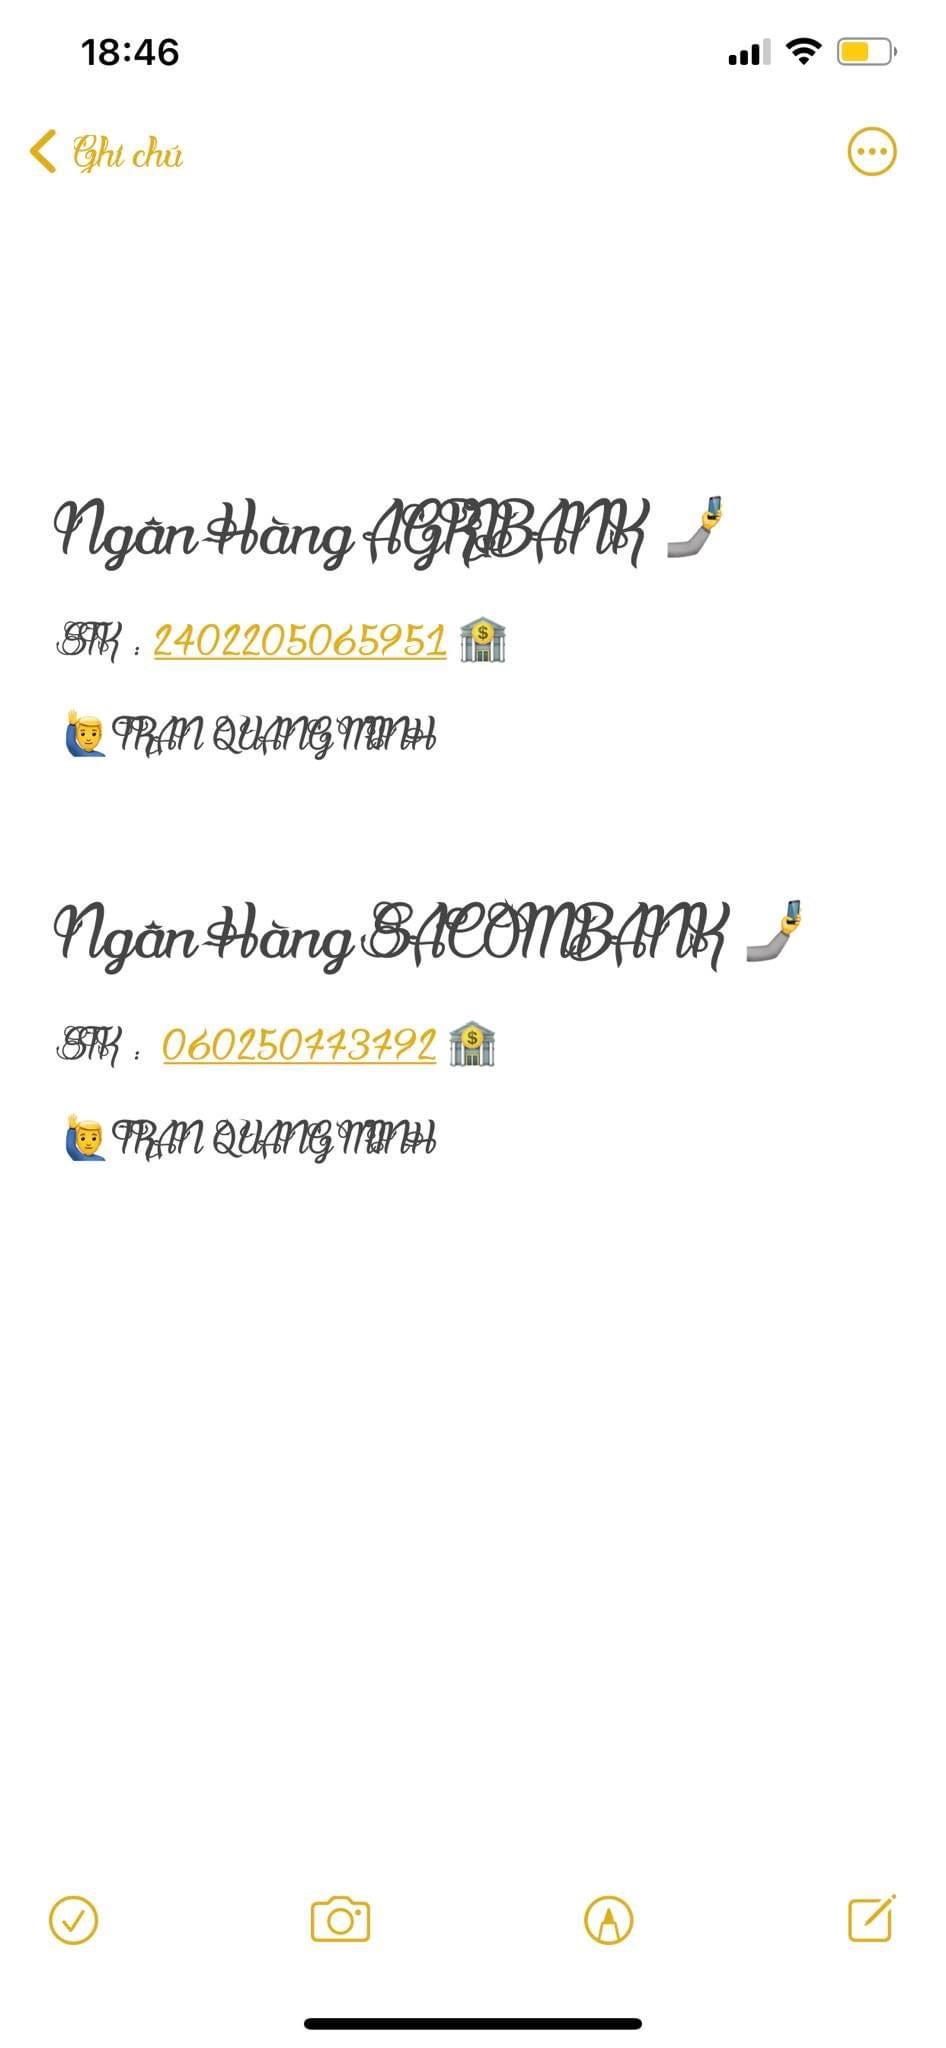 18:46
Ghi chú
Ngân Hàng AGRIBANK
STK : 2402205065951
TRAN QUANG MINH
Ngân Hàng SACOMBANK
STK : 060250773792
TRAN QUANG MINH